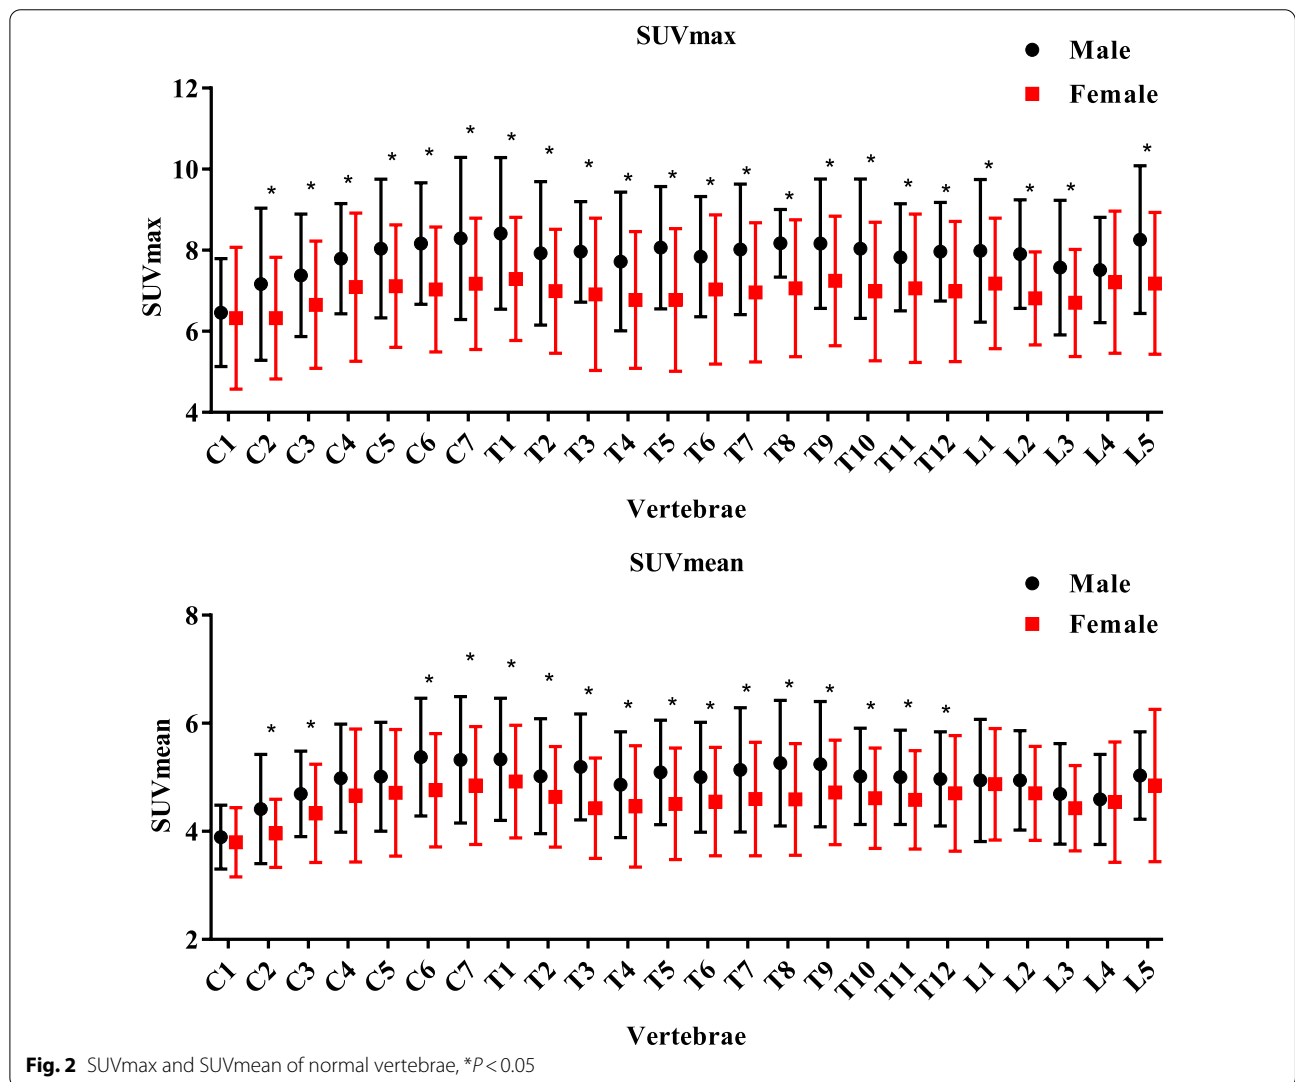 SUVmax
Male
Female
12
10
8
6
4
SUVmax
* * * * * * * * * * * * * * * * * * * * * *
C1 C2 C3 C4 C5 C6 C7 T1 T2 T3 T4 T5 T6 T7 T8 T9 T10 T11 T12 L1 L2 L3 L4 L5
Vertebrae
SUVmean
Male
Female
8
6
4
2
SUVmean
* * * * * * * * * * * * * * * *
C1 C2 C3 C4 C5 C6 C7 T1 T2 T3 T4 T5 T6 T7 T8 T9 T10 T11 T12 L1 L2 L3 L4 L5
Vertebrae
Fig. 2 SUVmax and SUVmean of normal vertebrae, *P < 0.05